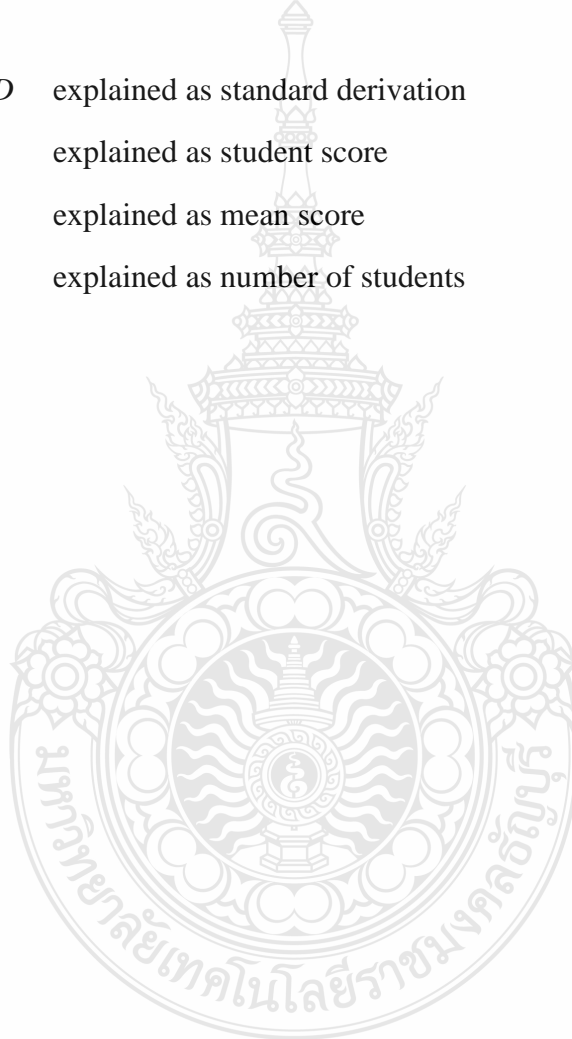 D explained as standard derivation
explained as student score
explained as mean score
explained as number of students
มหาวิทยาลัยเทคโนโลยีราชมงคลธัญบุรี